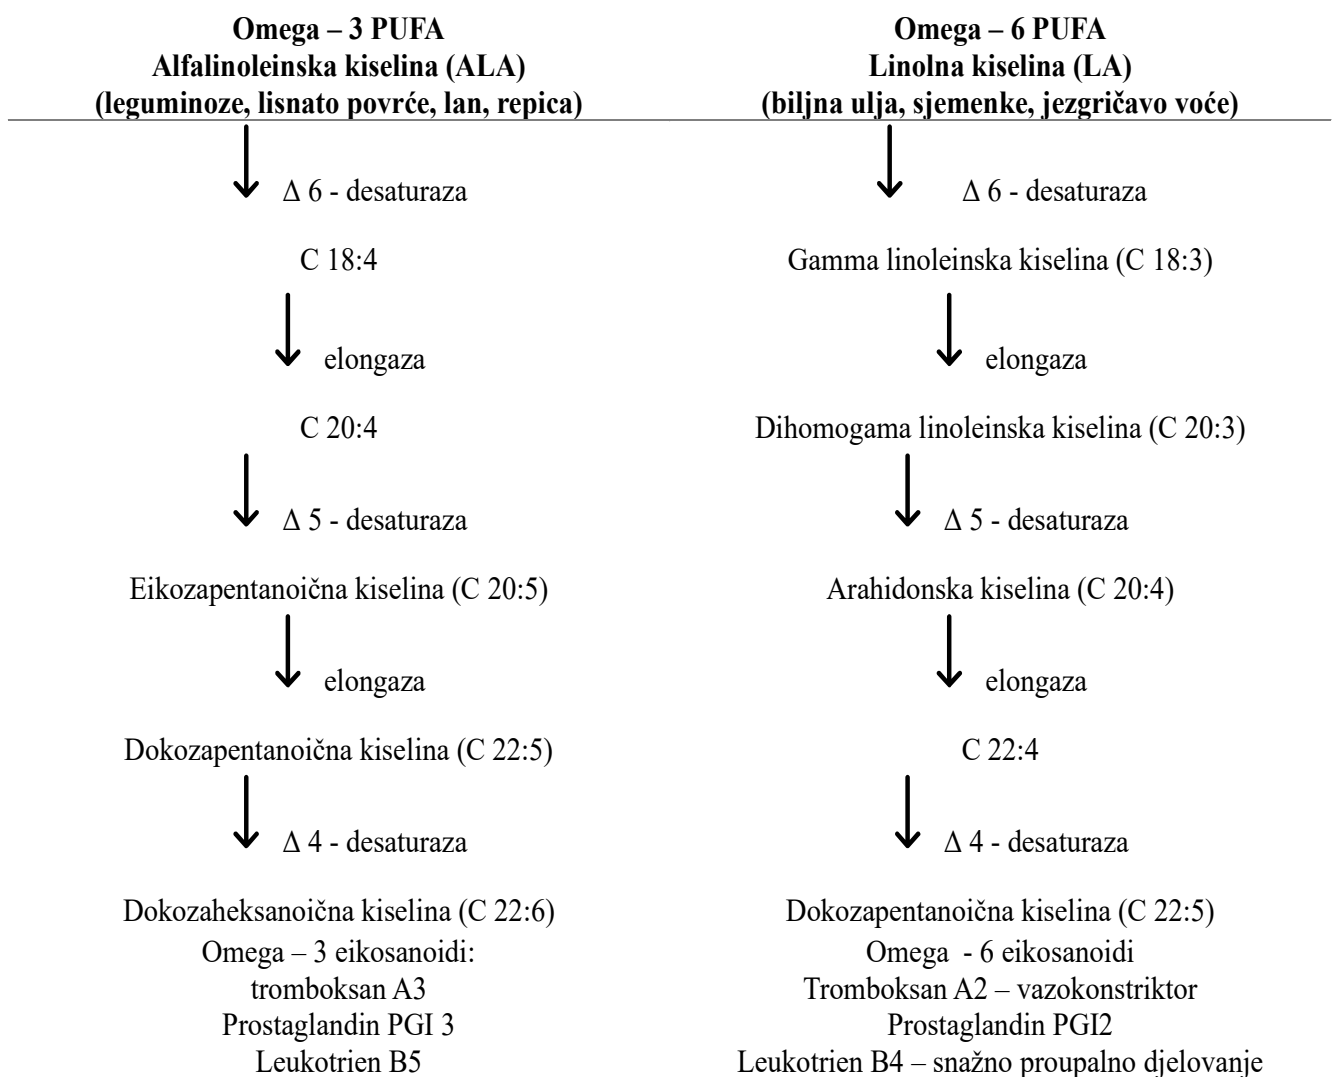 Omega – 3 PUFA
Alfalinoleinska kiselina (ALA)
(leguminoze, lisnato povrće, lan, repica)
Δ 6 - desaturaza
C 18:4
elongaza
C 20:4
Δ 5 - desaturaza
Eikozapentanoična kiselina (C 20:5)
elongaza
Dokozapentanoična kiselina (C 22:5)
Δ 4 - desaturaza
Dokozaheksanoična kiselina (C 22:6)
Omega – 3 eikosanoidi:
tromboksan A3
Prostaglandin PGI 3
Leukotrien B5
Omega – 6 PUFA
Linolna kiselina (LA)
(biljna ulja, sjemenke, jezgričavo voće)
Δ 6 - desaturaza
Gamma linoleinska kiselina (C 18:3)
elongaza
Dihomogama linoleinska kiselina (C 20:3)
Δ 5 - desaturaza
Arahidonska kiselina (C 20:4)
elongaza
C 22:4
Δ 4 - desaturaza
Dokozapentanoična kiselina (C 22:5)
Omega - 6 eikosanoidi
Tromboksan A2 – vazokonstriktor
Prostaglandin PGI2
Leukotrien B4 – snažno proupalno djelovanje